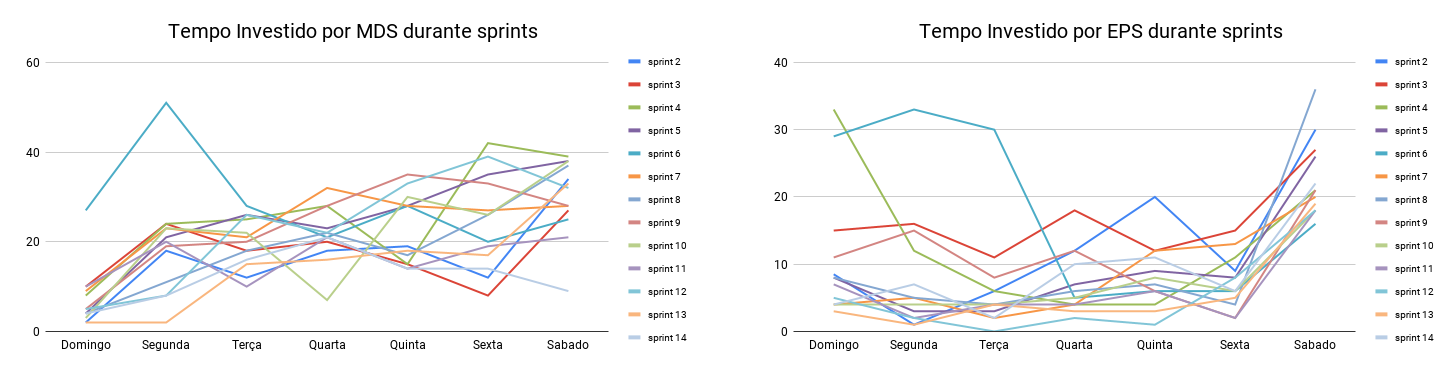 Tempo Investido por MDS durante sprints
60
40
20
0
Domingo
Segunda
Terça
Quarta
Quinta
Sexta
Sabado
sprint 2
sprint 3
sprint 4
sprint 5
sprint 6
sprint 7
sprint 8
sprint 9
sprint 10
sprint 11
sprint 12
sprint 13
sprint 14
Tempo Investido por EPS durante sprints
40
30
20
10
0
Domingo
Segunda
Terça
Quarta
Quinta
Sexta
Sabado
sprint 2
sprint 3
sprint 4
sprint 5
sprint 6
sprint 7
sprint 8
sprint 9
sprint 10
sprint 11
sprint 12
sprint 13
sprint 14